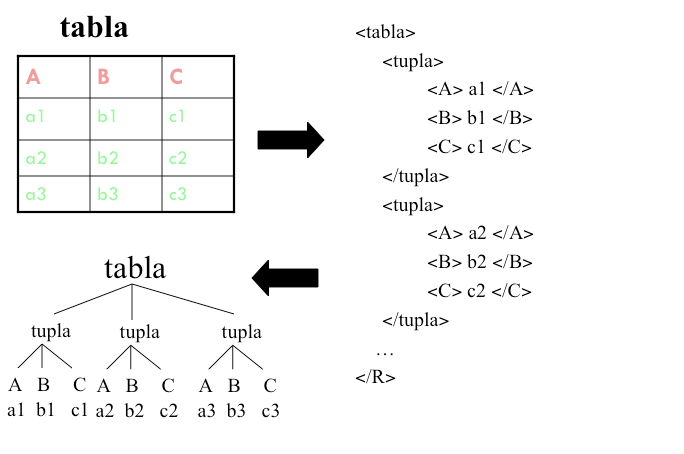 tabla
A B C
a1 b1 c1
a2 b2 c2
a3 b3 c3
<tabla>
<tupla>
<A> a1 </A>
<B> b1 </B>
<C> c1 </C>
</tupla>
<tupla>
<A> a2 </A>
<B> b2 </B>
<C> c2 </C>
</tupla>
...
</R>
tabla
tupla tupla tupla
A B C A B C A B C
a1 b1 c1 a2 b2 c2 a3 b3 c3